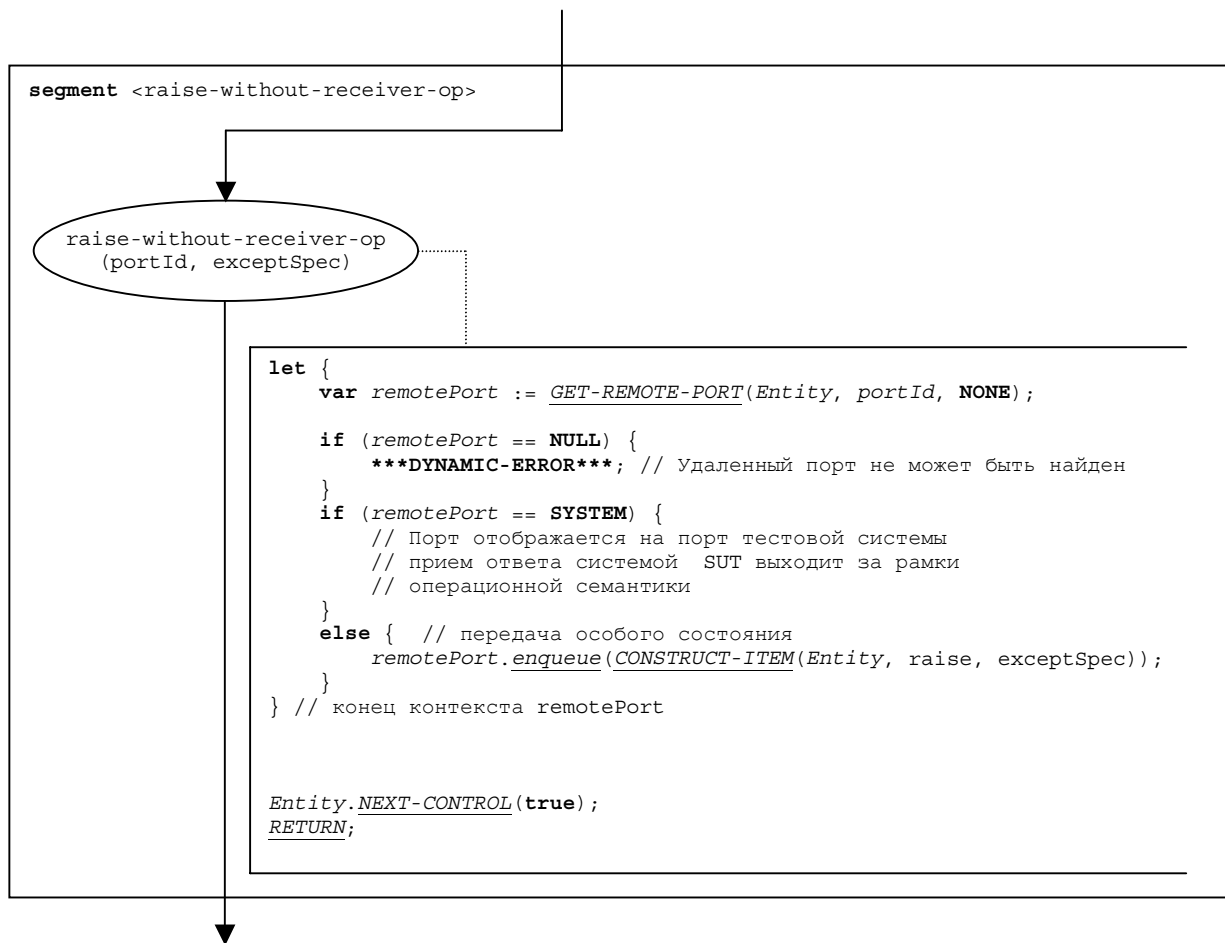 segment <raise-without-receiver-op>
raise-without-receiver-op
(portId, exceptSpec)
let {
var remotePort := GET-REMOTE-PORT(Entity, portId, NONE);
if (remotePort == NULL) {
***DYNAMIC-ERROR***; // Удаленный порт не может быть найден
}
if (remotePort == SYSTEM) {
// Порт отображается на порт тестовой системы
// прием ответа системой SUT выходит за рамки
// операционной семантики
}
else { // передача особого состояния
remotePort.enqueue(CONSTRUCT-ITEM(Entity, raise, exceptSpec));
}
} // конец контекста remotePort
Entity.NEXT-CONTROL(true);
RETURN;